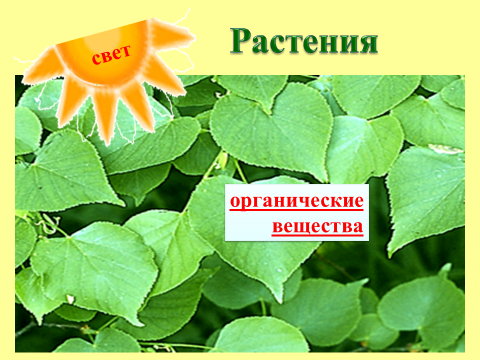 свет
Растения
органические
вещества